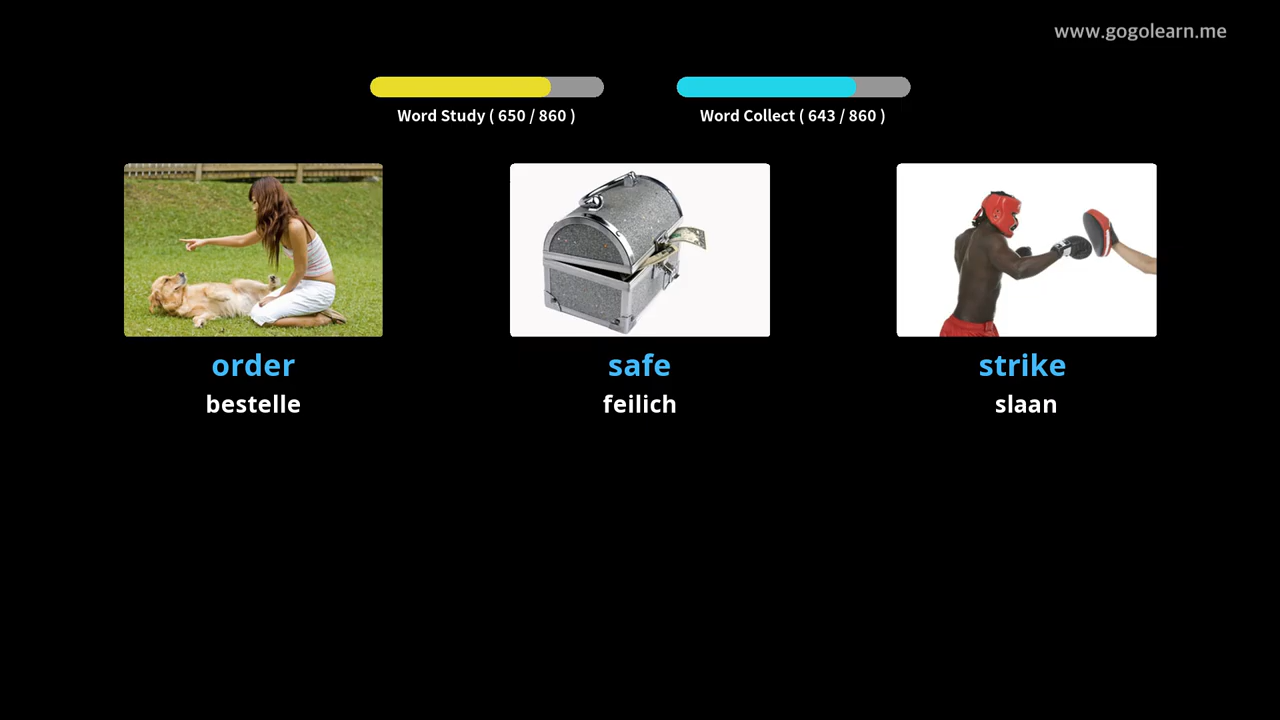 www.gogolearn.me
Word Study ( 650 / 860 )
Word Collect ( 643 / 860 )
order
safe
strike
bestelle
feilich
slaan